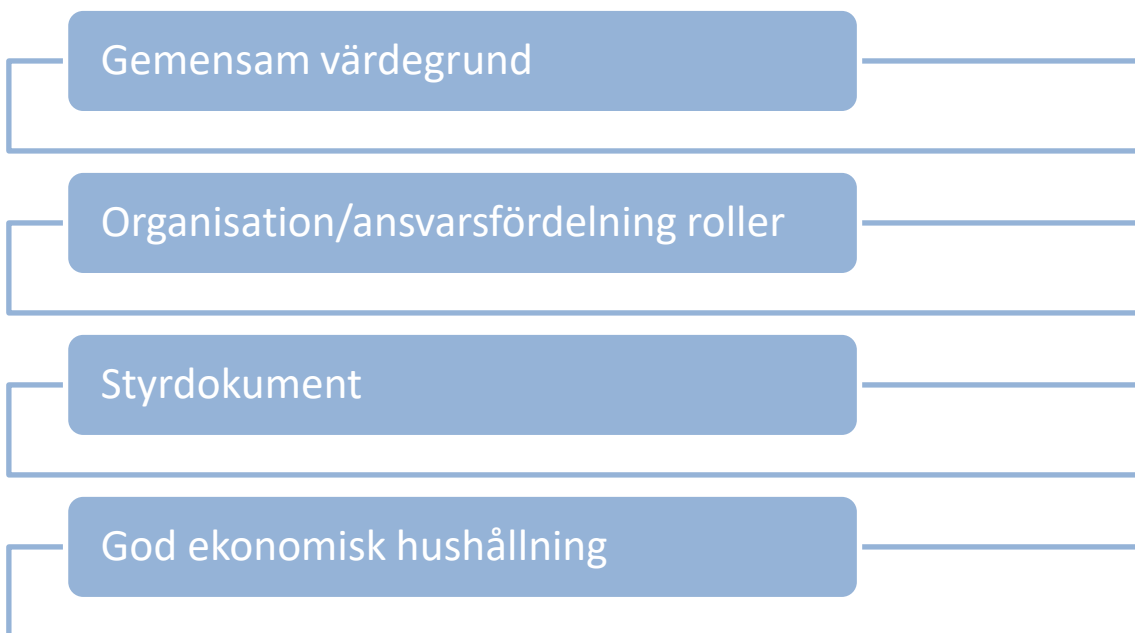 Gemensam värdegrund
Organisation/ansvarsfördelning roller
Styrdokument
God ekonomisk hushållning